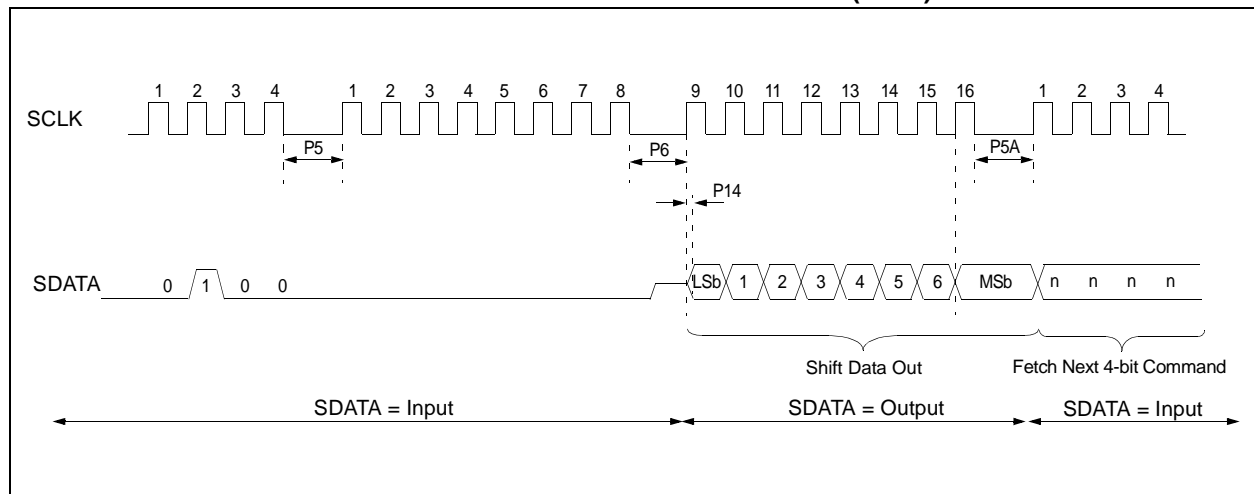 1 2 3 4 1 2 3 4 5 6 7 8 9 10 11 12 13 14 15 16 1 2 3 4
SCLK
P5 P6 P5A
P14
SDATA 0 1 0 0 LSb 1 2 3 4 5 6 MSb n n n n
Shift Data Out Fetch Next 4-bit Command
SDATA = Input SDATA = Output SDATA = Input